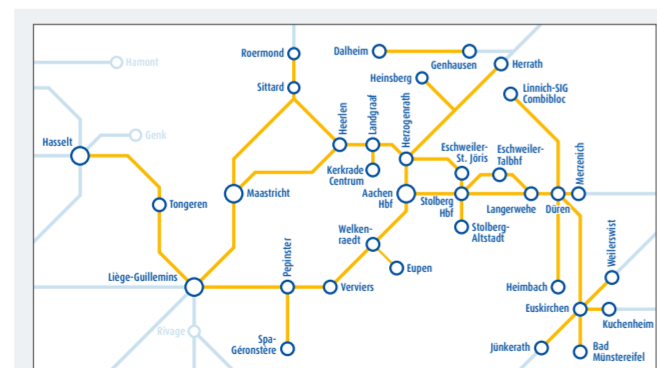 Roermond
Dalheim
Genhausen
Herrath
Hamont
Heinsberg
Sittard
Linnich-SIG
Combibloc
Heerlen
Landgraaf
Herzogenrath
Genk
Hasselt
Eschweiler-
St. Jöris
Eschweiler-
Talbhf
Merzenich
Kerkrade
Centrum
Maastricht
Aachen
Hbf
Stolberg
Hbf
Langerwehe
Düren
Tongeren
Stolberg-
Altstadt
Welken-
raedt
Eupen
Weilerswist
Liège-Guillemins
Pepinster
Verviers
Heimbach
Euskirchen
Kuchenheim
Rivage
Spa-
Géronstère
Jünkerath
Bad
Münstereifel